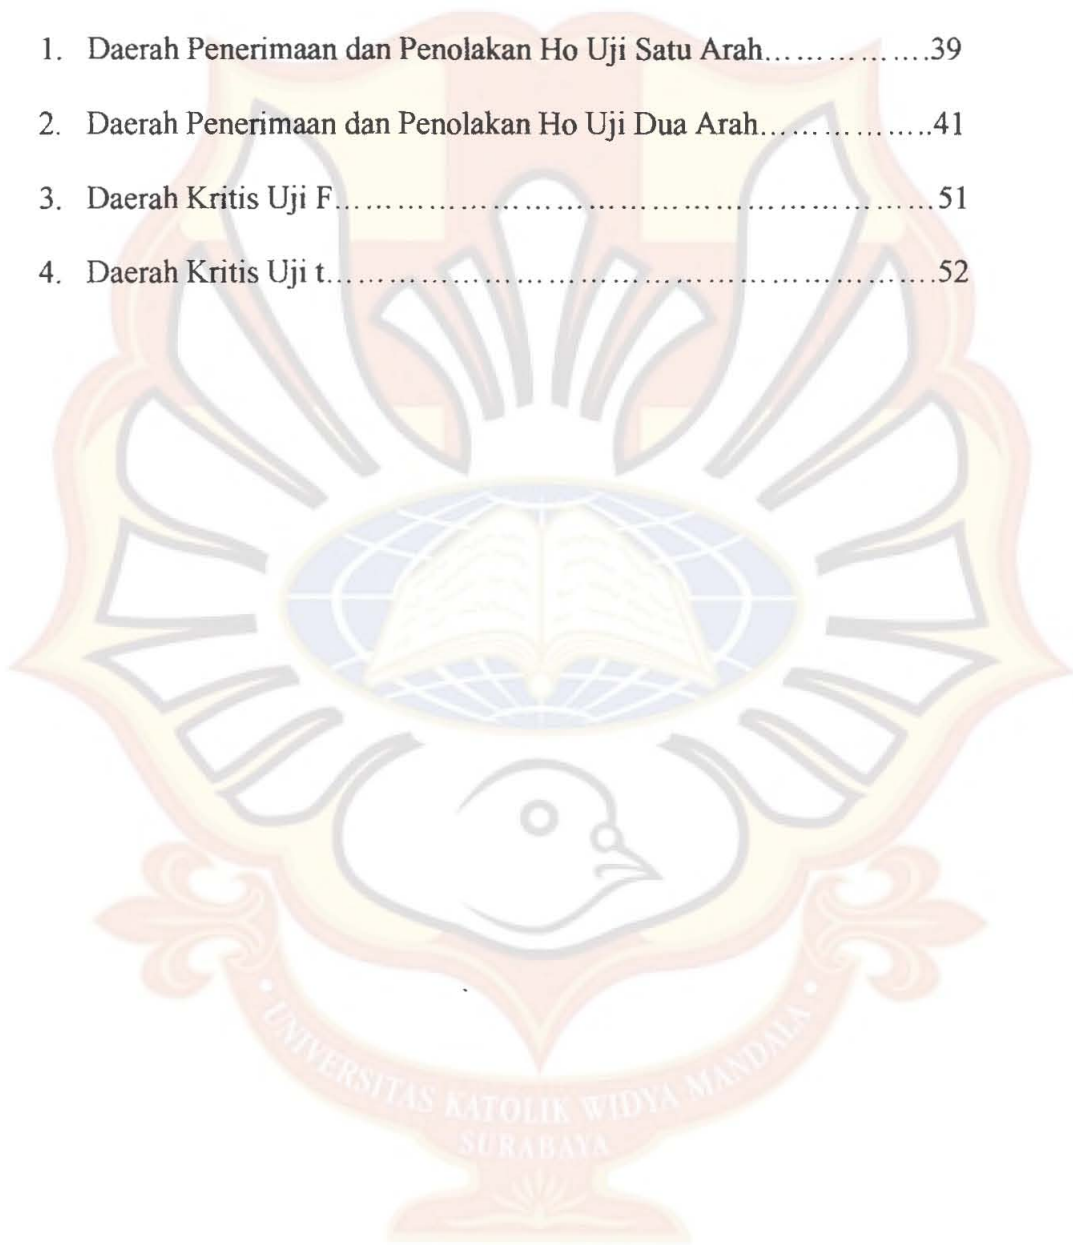 1. Daerah Penerimaan dan Penolakan Ho Uji Satu Arah................39
2. Daerah Penerimaan dan Penolakan Ho Uji Dua Arah.................41
3. Daerah Kritis Uji F.........................................................51
4. Daerah Kritis Uji t..........................................................52
UNIVERSITAS KATOLIK WIDYA MANDALA
SURABAYA